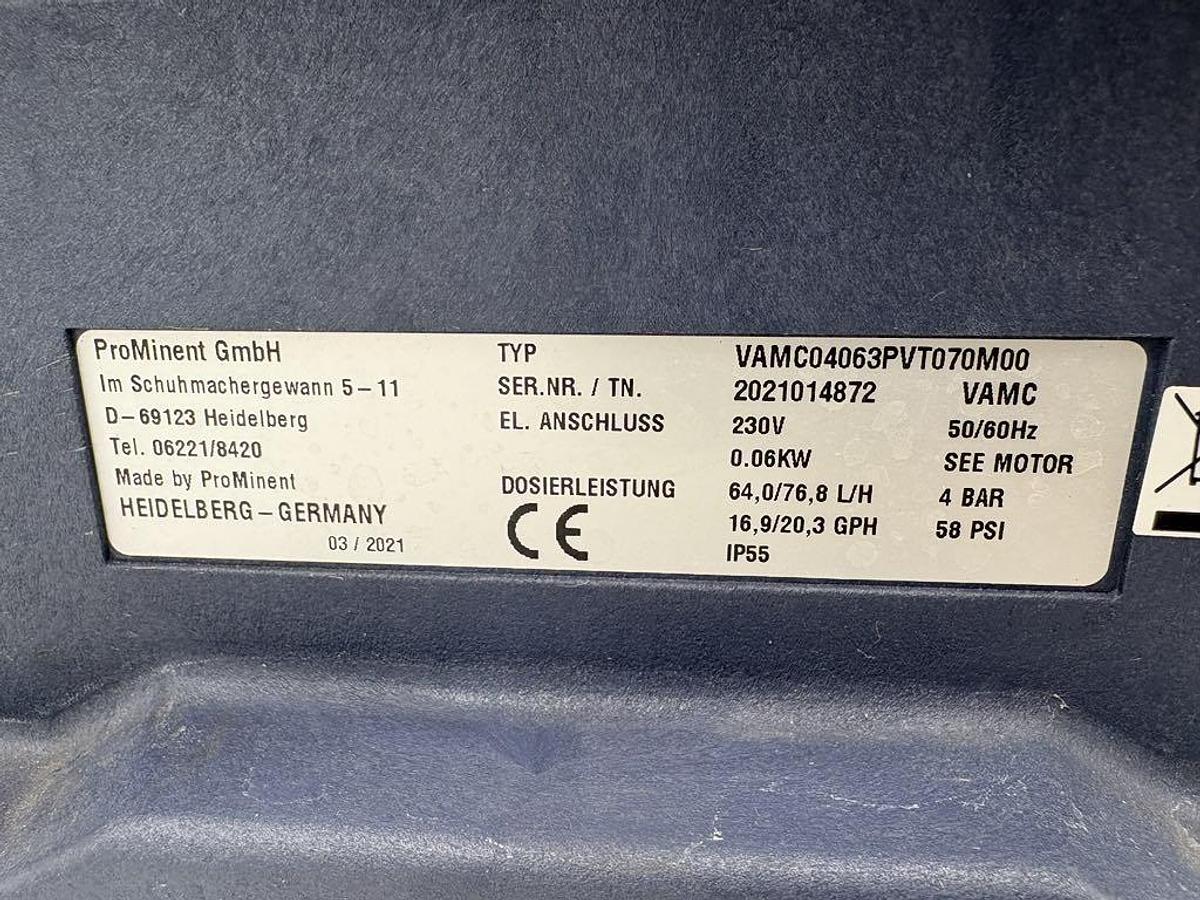 ProMinent GmbH
Im Schuhmachergewann 5-11
D-69123 Heidelberg
Tel. 06221/8420
Made by ProMinent
HEIDELBERG-GERMANY
03 / 2021
TYP VAMC04063PVT070M00
SER.NR. / TN. 2021014872 VAMC
EL. ANSCHLUSS 230V 50/60Hz
0.06KW SEE MOTOR
DOSIERLEISTUNG 64,0/76,8 L/H 4 BAR
16,9/20,3 GPH 58 PSI
CE IP55